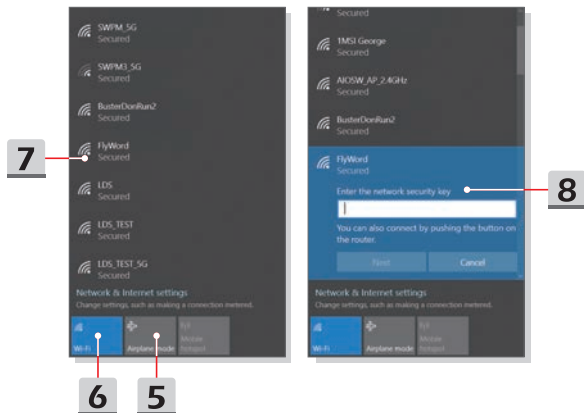 SWPM_5G
Secured
SWPM3_5G
Secured
BusterDonRun2
Secured
7
FlyWord
Secured
LDS
Secured
LDS_TEST
Secured
LDS_TEST_5G
Secured
Network & Internet settings
Change settings, such as making a connection metered.
Wi-Fi
Airplane mode
Mobile
hotspot
6
5
Secured
1MSI George
Secured
AIOSW_AP_2.4GHz
Secured
BusterDonRun2
Secured
FlyWord
Secured
Enter the network security key
8
You can also connect by pushing the button on
the router.
Next
Cancel
Network & Internet settings
Change settings, such as making a connection metered.
Wi-Fi
Airplane mode
Mobile
hotspot